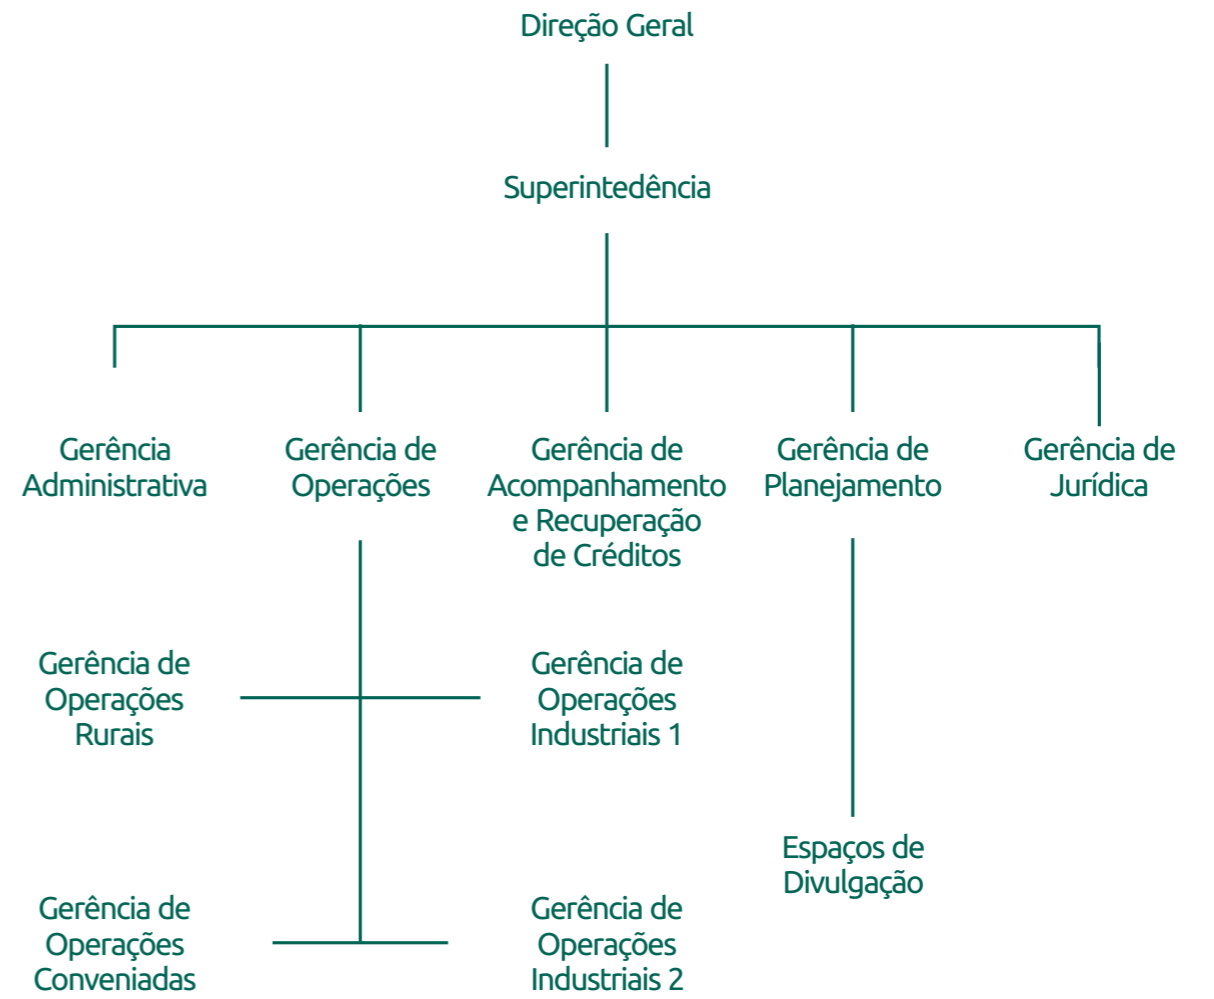 Direção Geral
Superintedência
Gerência
Administrativa
Gerência de
Operações
Gerência de
Acompanhamento
e Recuperação
de Créditos
Gerência de
Planejamento
Gerência de
Jurídica
Gerência de
Operações
Rurais
Gerência de
Operações
Industriais 1
Espaços de
Divulgação
Gerência de
Operações
Conveniadas
Gerência de
Operações
Industriais 2